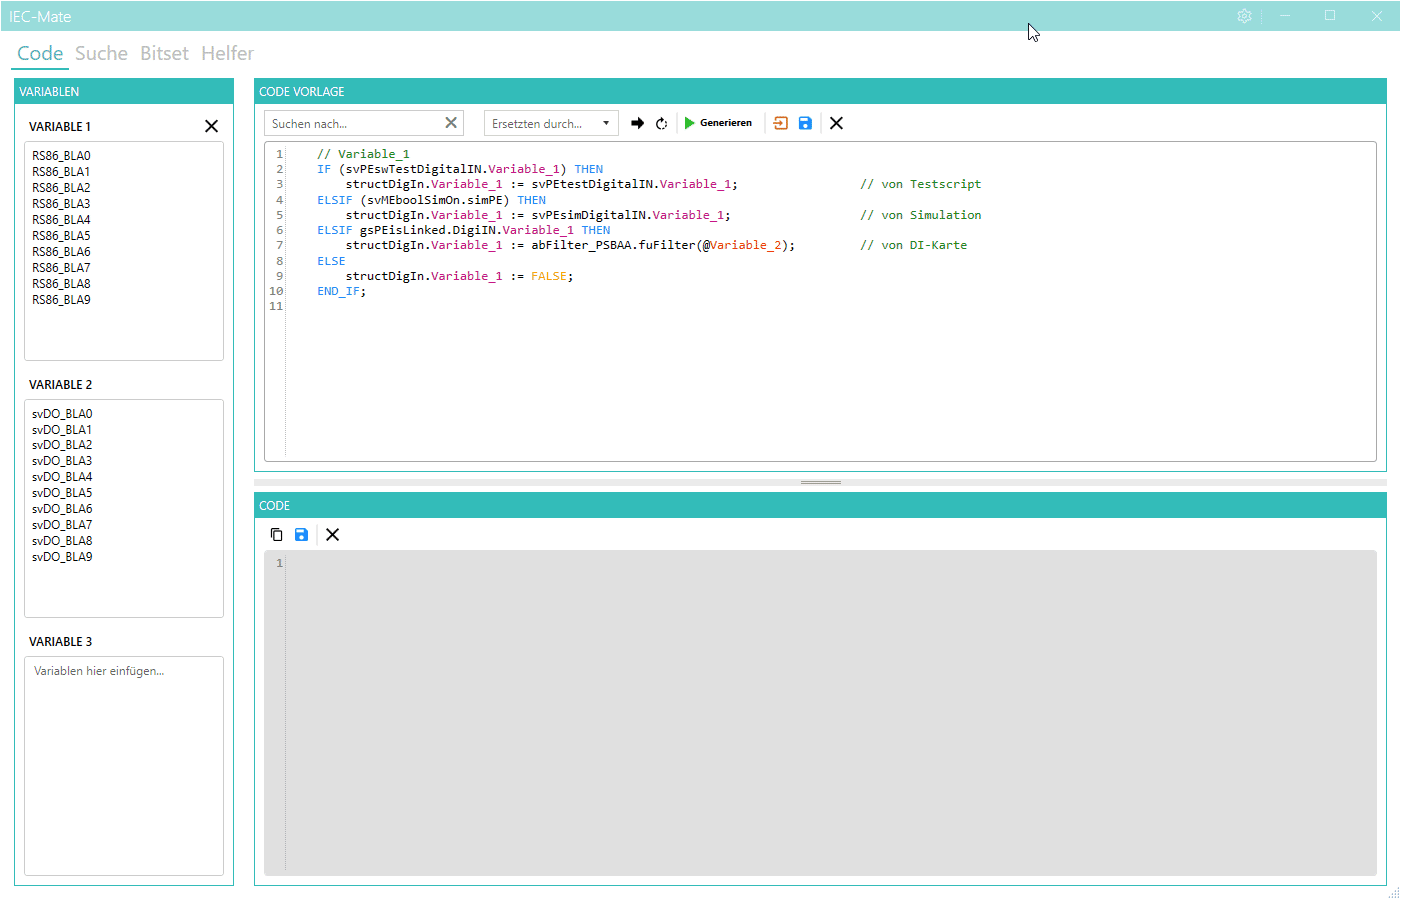 IEC-Mate
Code Suche Bitset Helfer
VARIABLEN
VARIABLE 1
RS86_BLA0
RS86_BLA1
RS86_BLA2
RS86_BLA3
RS86_BLA4
RS86_BLA5
RS86_BLA6
RS86_BLA7
RS86_BLA8
RS86_BLA9
VARIABLE 2
svDO_BLA0
svDO_BLA1
svDO_BLA2
svDO_BLA3
svDO_BLA4
svDO_BLA5
svDO_BLA6
svDO_BLA7
svDO_BLA8
svDO_BLA9
VARIABLE 3
Variablen hier einfügen...
CODE VORLAGE
Suchen nach... Ersetzten durch... Generieren
1 // Variable_1
2 IF (svPEswTestDigitalIN.Variable_1) THEN
3 structDigIn.Variable_1 := svPEtestDigitalIN.Variable_1; // von Testscript
4 ELSIF (svMEboolSimOn.simPE) THEN
5 structDigIn.Variable_1 := svPEsimDigitalIN.Variable_1; // von Simulation
6 ELSIF gsPEisLinked.DigiIN.Variable_1 THEN
7 structDigIn.Variable_1 := abFilter_PSBAA.fuFilter(@Variable_2); // von DI-Karte
8 ELSE
9 structDigIn.Variable_1 := FALSE;
10 END_IF;
11
CODE
1